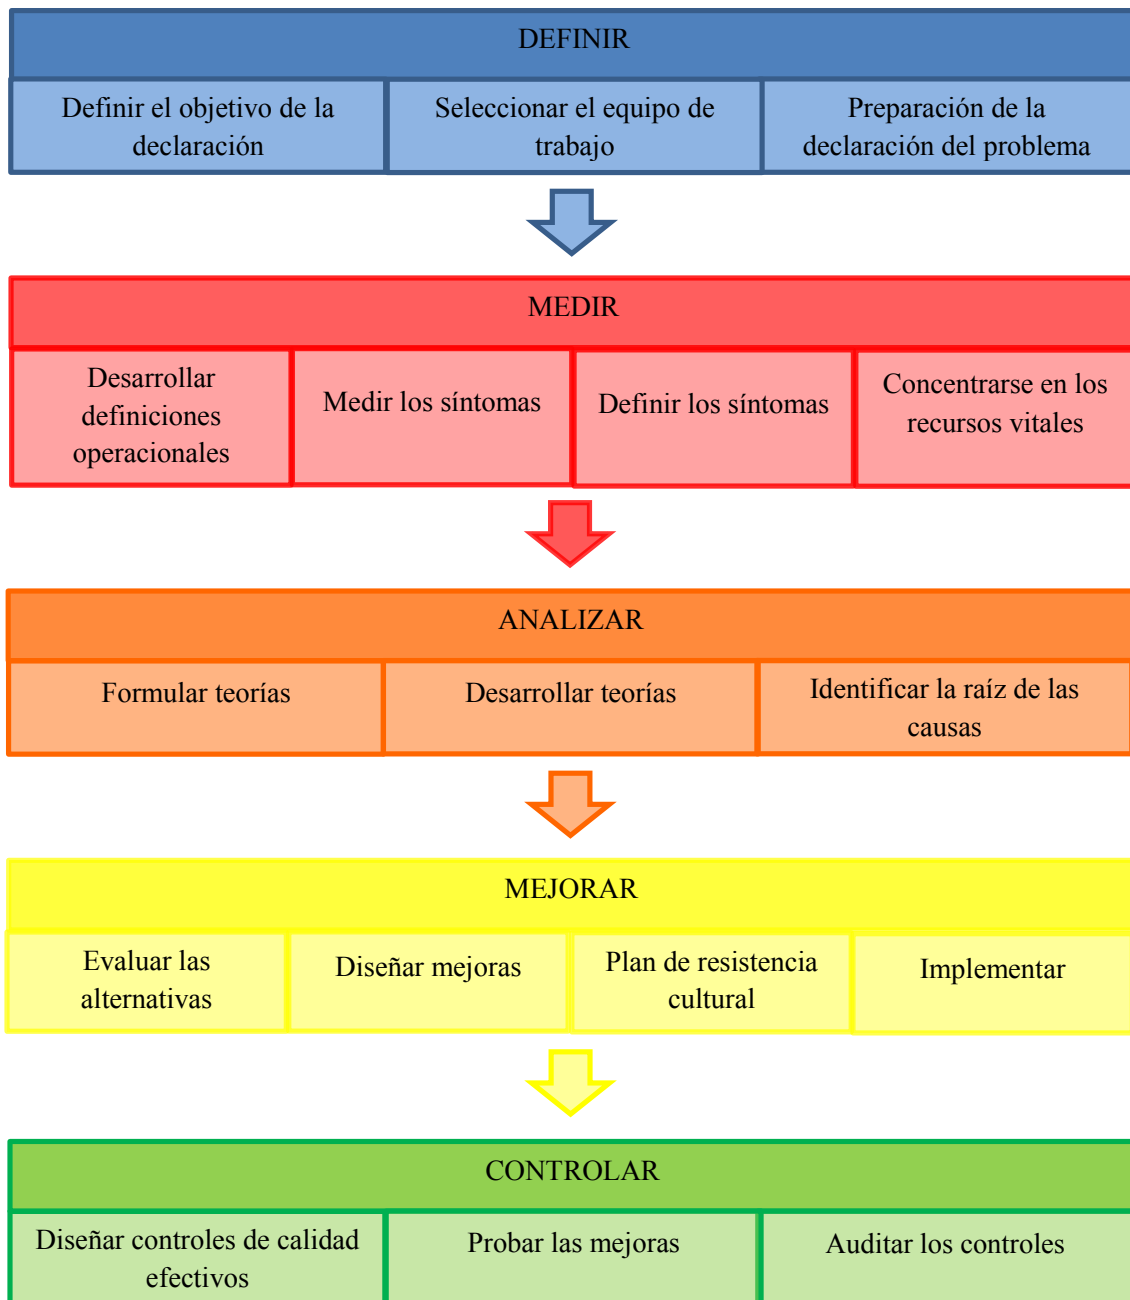 DEFINIR
Definir el objetivo de la
declaración
Seleccionar el equipo de
trabajo
Preparación de la
declaración del problema
MEDIR
Desarrollar
definiciones
operacionales
Medir los síntomas
Definir los síntomas
Concentrarse en los
recursos vitales
ANALIZAR
Formular teorías
Desarrollar teorías
Identificar la raíz de las
causas
MEJORAR
Evaluar las
alternativas
Diseñar mejoras
Plan de resistencia
cultural
Implementar
CONTROLAR
Diseñar controles de calidad
efectivos
Probar las mejoras
Auditar los controles